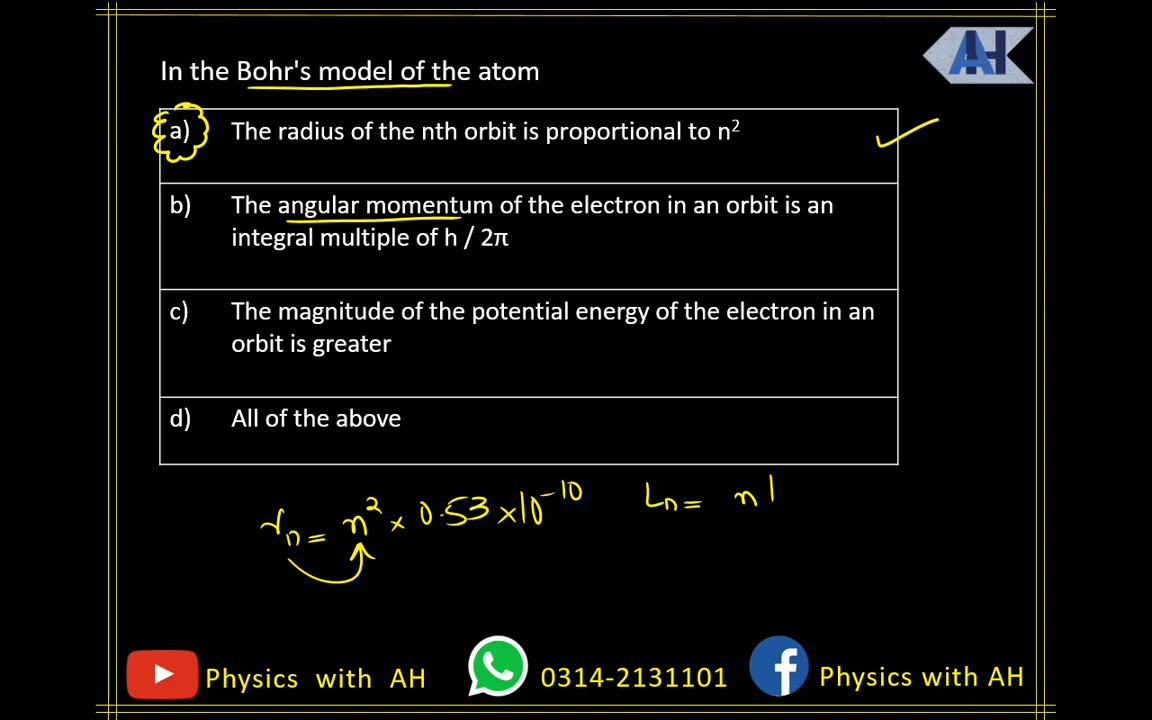 AH
In the Bohr's model of the atom
a) The radius of the nth orbit is proportional to n²
b) The angular momentum of the electron in an orbit is an
integral multiple of h / 2π
c) The magnitude of the potential energy of the electron in an
orbit is greater
d) All of the above
rₙ = n² × 0.53 × 10⁻¹⁰ Lₙ = n
Physics with AH 0314-2131101 Physics with AH